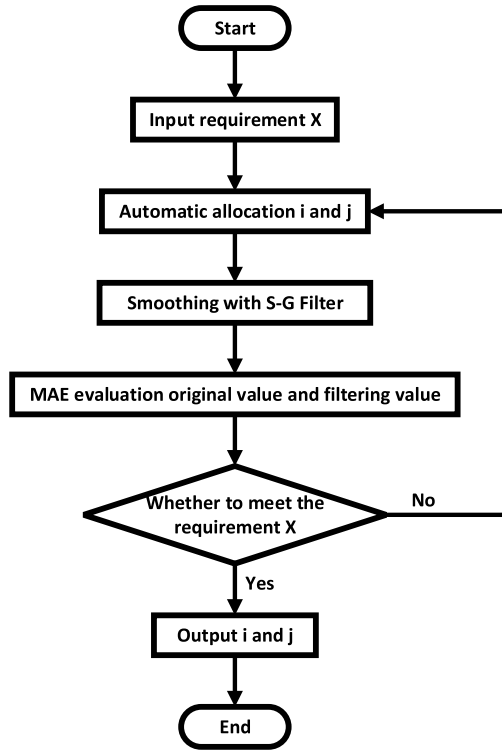 Start
Input requirement X
Automatic allocation i and j
Smoothing with S-G Filter
MAE evaluation original value and filtering value
Whether to meet the
requirement X
No
Yes
Output i and j
End